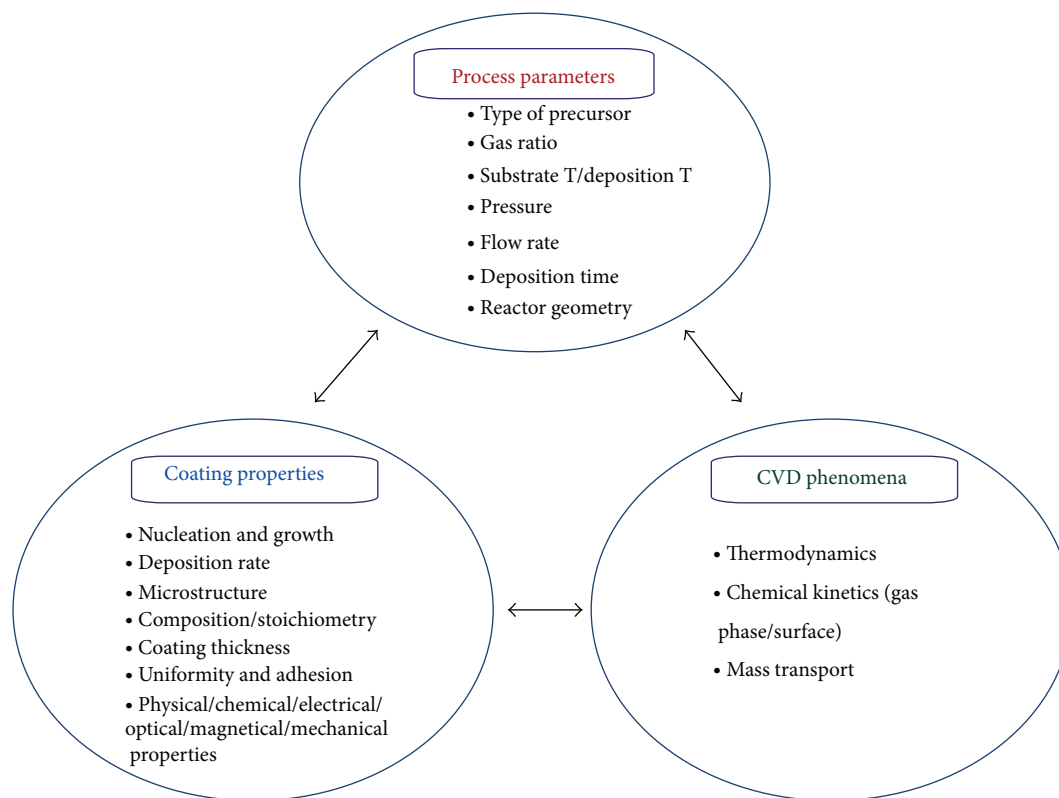 Process parameters
• Type of precursor
• Gas ratio
• Substrate T/deposition T
• Pressure
• Flow rate
• Deposition time
• Reactor geometry
Coating properties
• Nucleation and growth
• Deposition rate
• Microstructure
• Composition/stoichiometry
• Coating thickness
• Uniformity and adhesion
• Physical/chemical/electrical/
optical/magnetical/mechanical
properties
CVD phenomena
• Thermodynamics
• Chemical kinetics (gas
phase/surface)
• Mass transport